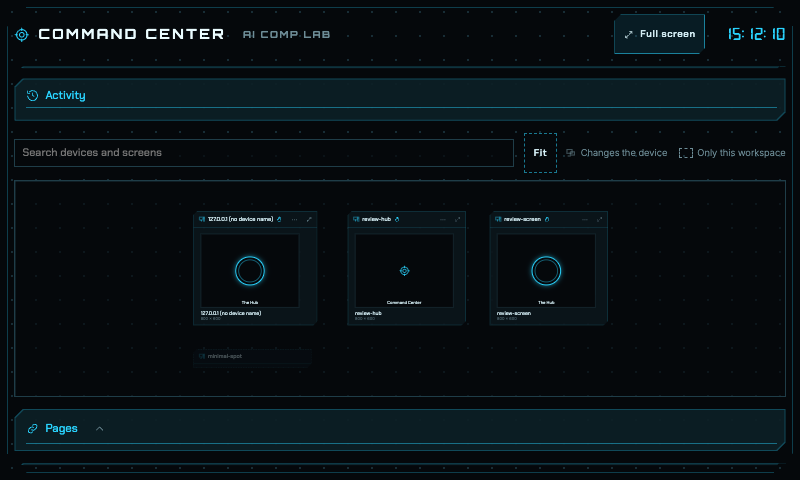 COMMAND CENTER AI COMP LAB Full screen 15:12:10
Activity
Search devices and screens Fit Changes the device Only this workspace
127.0.0.1 (no device name) review-hub review-screen
The Hub Command Center The Hub
127.0.0.1 (no device name) review-hub review-screen
minimal-spot
Pages